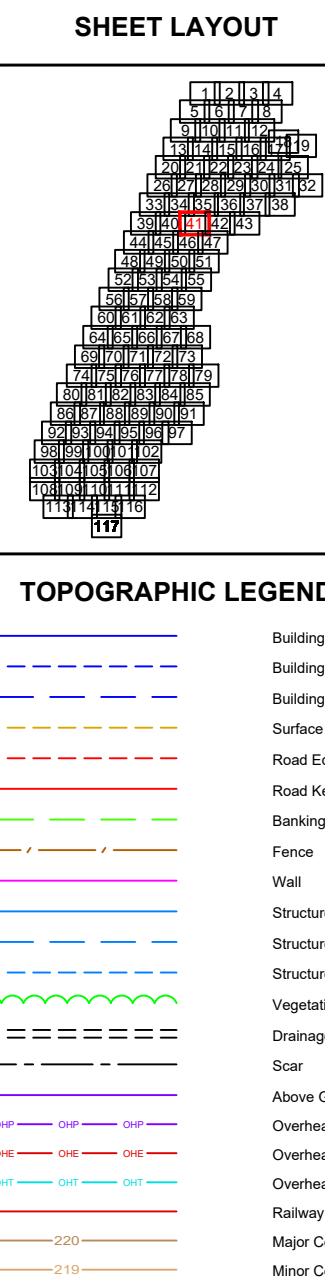 SHEET LAYOUT
1 2 3 4
5 6 7 8
9 10 11 12
13 14 15 16 17 18 19
20 21 22 23 24 25
26 27 28 29 30 31 32
33 34 35 36 37 38
39 40 41 42 43
44 45 46 47
48 49 50 51
52 53 54 55
56 57 58 59
60 61 62 63
64 65 66 67 68
69 70 71 72 73
74 75 76 77 78 79
80 81 82 83 84 85
86 87 88 89 90 91
92 93 94 95 96 97
98 99 100 101 102
103 104 105 106 107
108 109 110 111 112
113 114 115 116
117
TOPOGRAPHIC LEGEND
Building
Building
Building
Surface
Road Ed
Road Ke
Banking
Fence
Wall
Structur
Structur
Structur
Vegetati
Drainage
Scar
Above G
OHP OHP OHP Overhea
OHE OHE OHE Overhea
OHT OHT OHT Overhea
Railway
220 Major Co
219 Minor Co